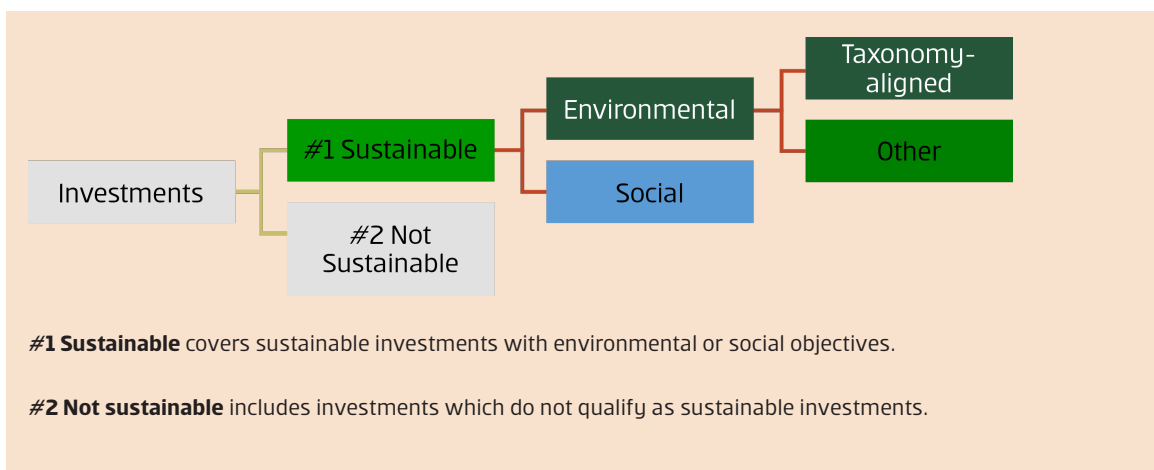 Taxonomy-
aligned
Environmental
#1 Sustainable
Other
Investments
Social
#2 Not
Sustainable
#1 Sustainable covers sustainable investments with environmental or social objectives.
#2 Not sustainable includes investments which do not qualify as sustainable investments.